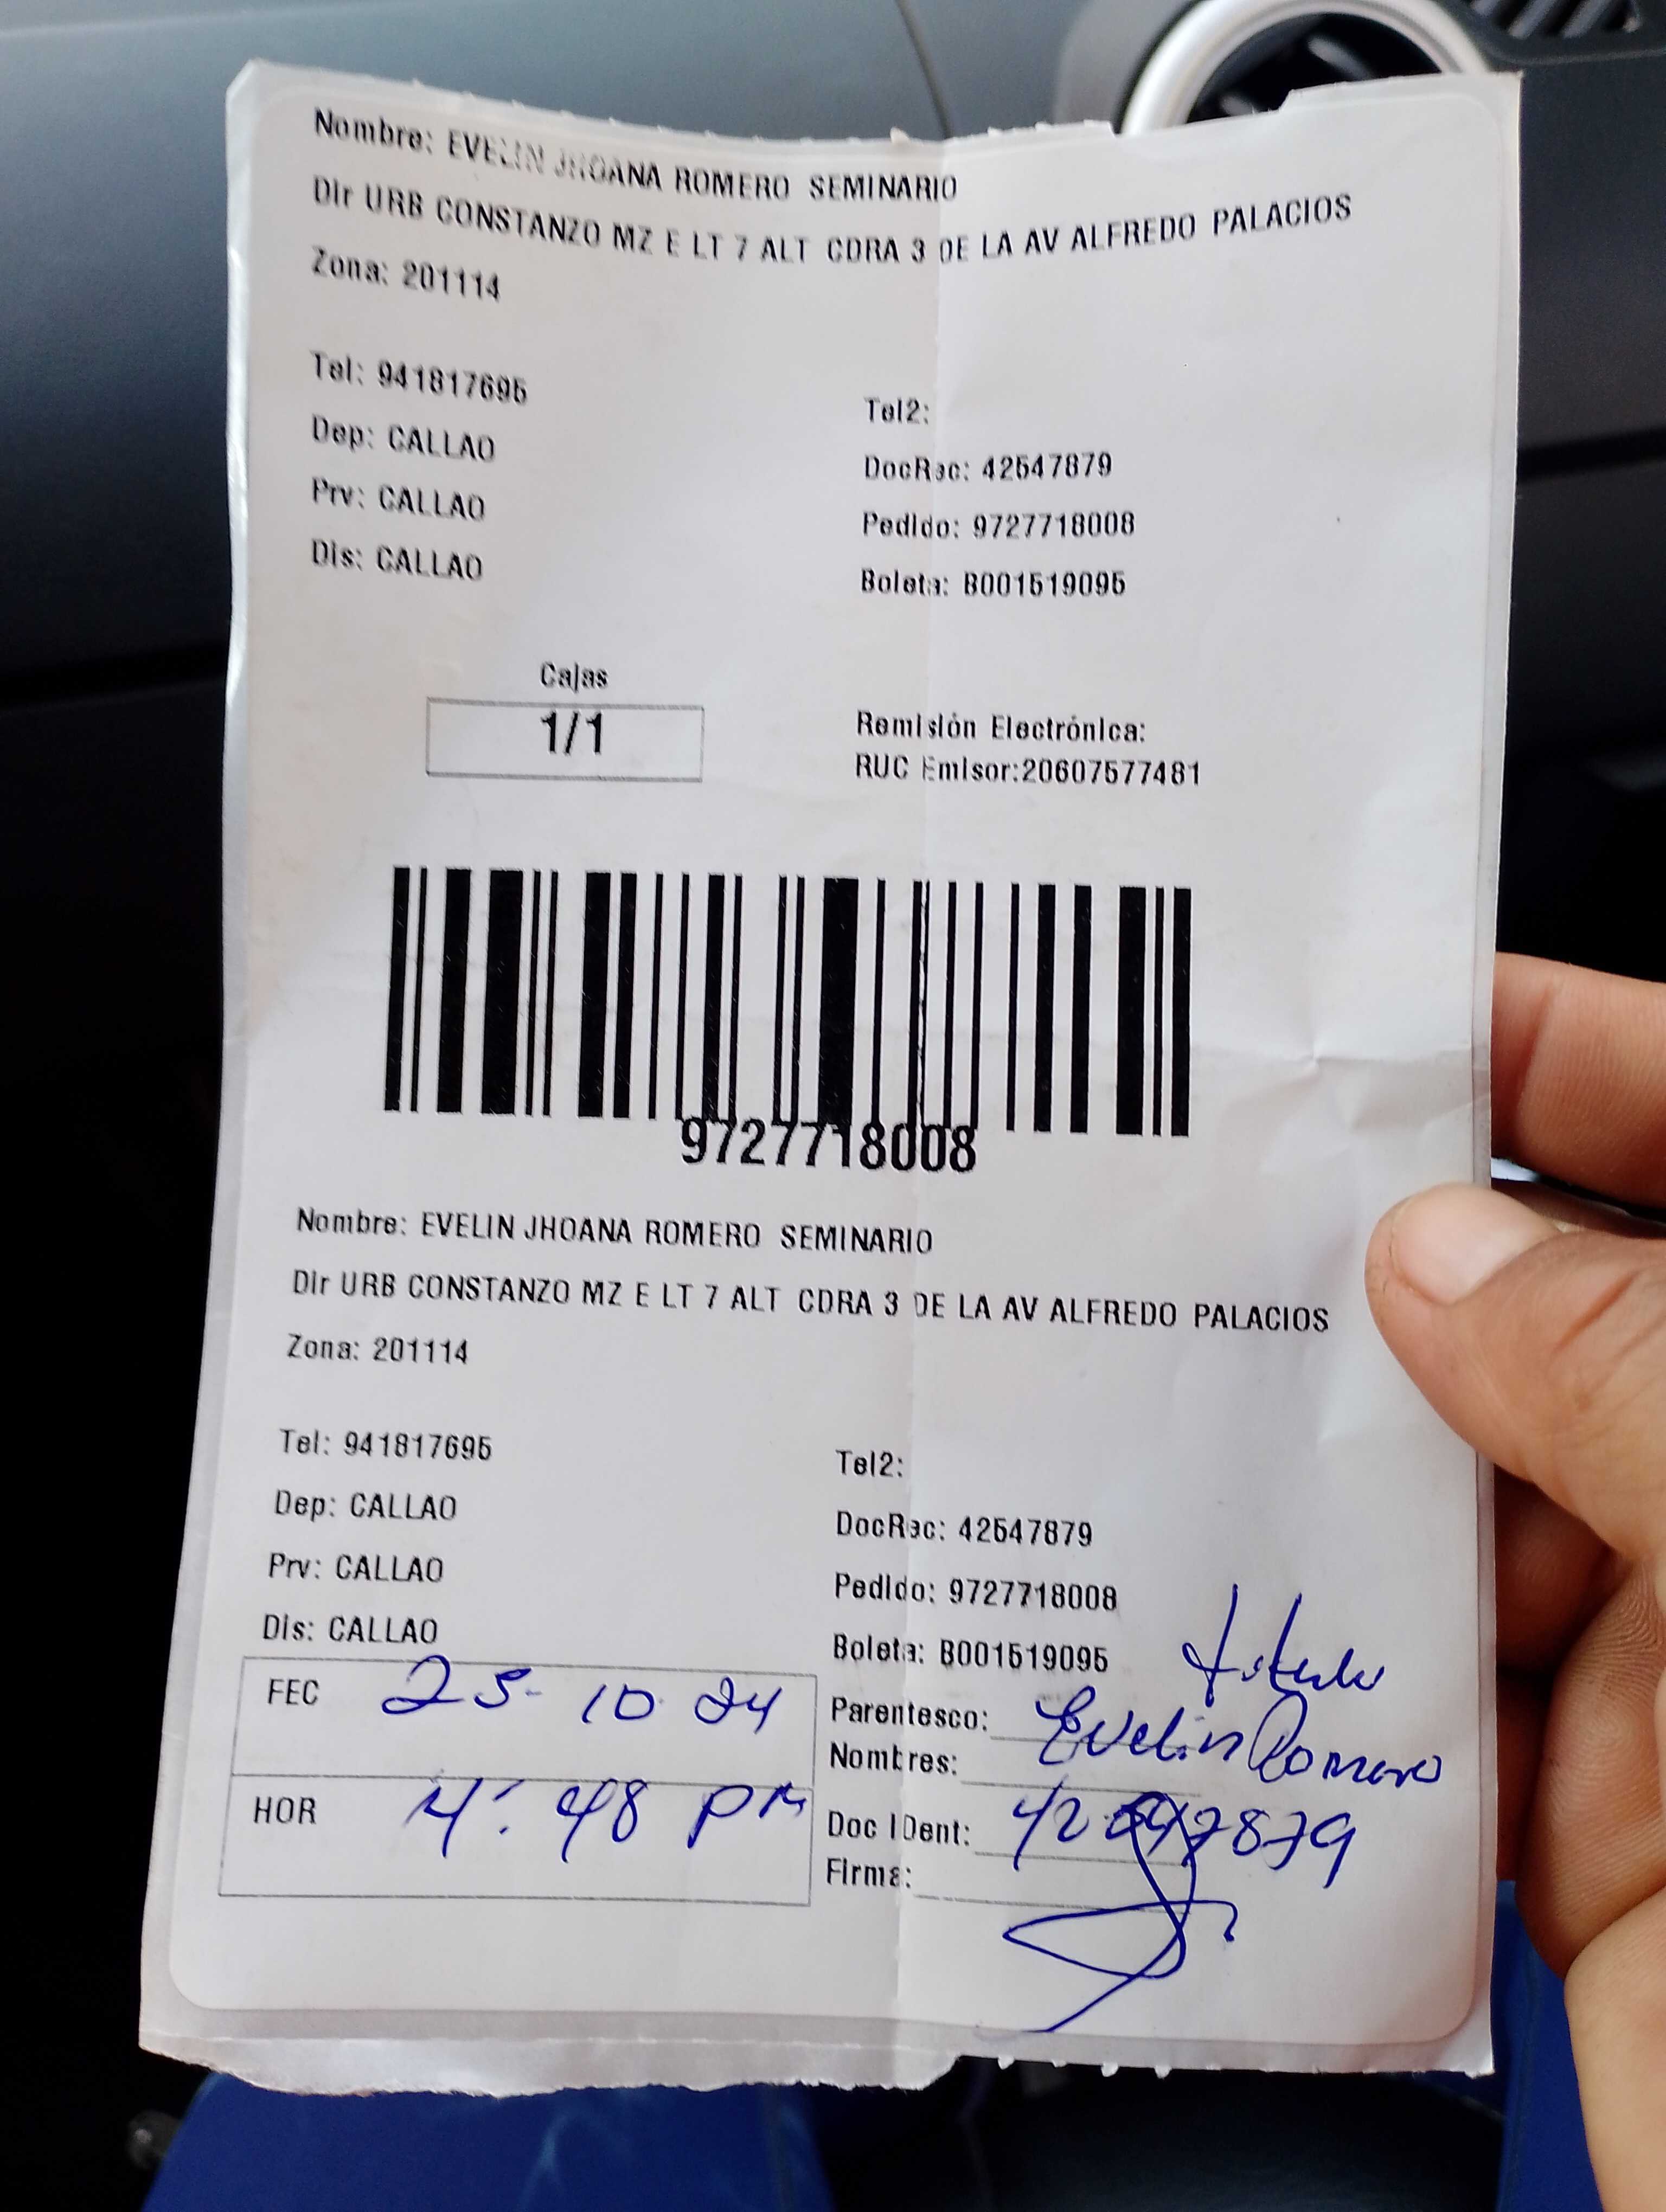 Nombre: EVELIN JHOANA ROMERO SEMINARIO
Dir URB CONSTANZO MZ E LT 7 ALT CDRA 3 DE LA AV ALFREDO PALACIOS
Zona: 201114
Tel: 941817695
Tel2:
Dep: CALLAO
DocRec: 42547879
Prv: CALLAO
Pedido: 9727718008
Dis: CALLAO
Boleta: B001519095
Cajas
1/1
Remisión Electrónica:
RUC Emisor:20607577481
9727718008
Nombre: EVELIN JHOANA ROMERO SEMINARIO
Dir URB CONSTANZO MZ E LT 7 ALT CDRA 3 DE LA AV ALFREDO PALACIOS
Zona: 201114
Tel: 941817695
Tel2:
Dep: CALLAO
DocRec: 42547879
Prv: CALLAO
Pedido: 9727718008
Dis: CALLAO
Boleta: B001519095
FEC 25-10 24
Parentesco: titular
Nombres: Evelin Romero
HOR 4:48 PM
Doc IDent: 42547879
Firma: